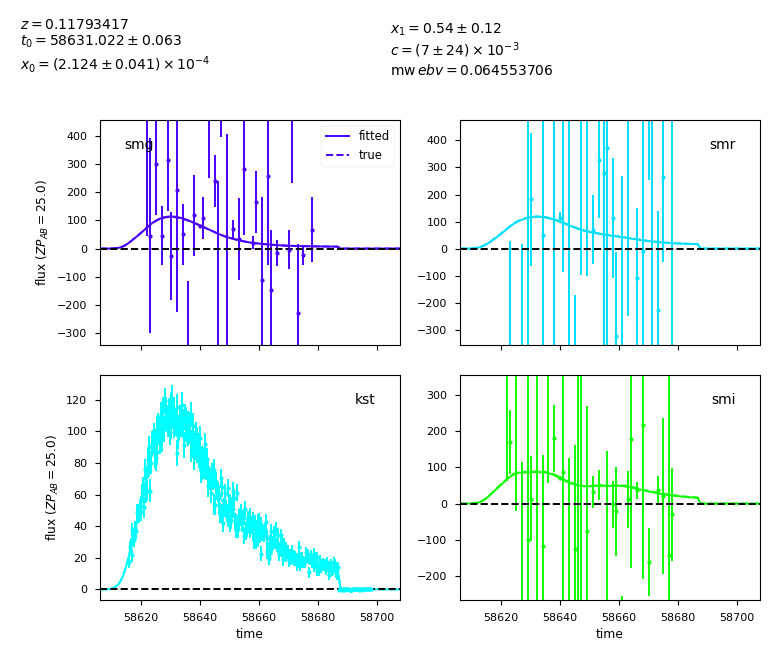 z = 0.11793417
t₀ = 58631.022 ± 0.063
x₀ = (2.124 ± 0.041) × 10⁻⁴
x₁ = 0.54 ± 0.12
c = (7 ± 24) × 10⁻³
mw ebv = 0.064553706
smg
fitted
true
400
300
200
100
0
−100
−200
−300
flux (ZP_AB = 25.0)
smr
400
300
200
100
0
−100
−200
−300
kst
120
100
80
60
40
20
0
flux (ZP_AB = 25.0)
58620 58640 58660 58680 58700
time
smi
300
200
100
0
−100
−200
58620 58640 58660 58680 58700
time